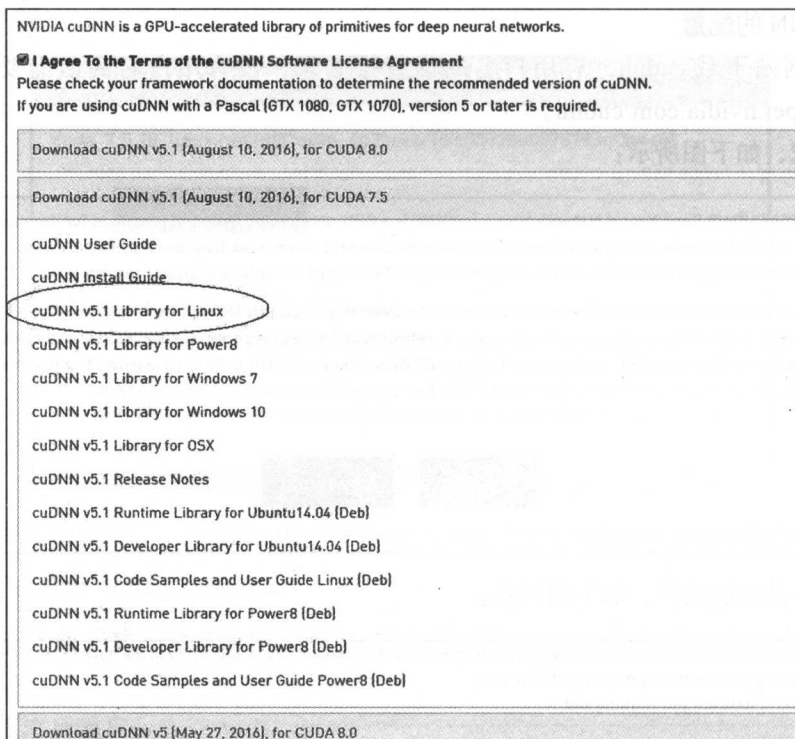 NVIDIA cuDNN is a GPU-accelerated library of primitives for deep neural networks.
I Agree To the Terms of the cuDNN Software License Agreement
Please check your framework documentation to determine the recommended version of cuDNN.
If you are using cuDNN with a Pascal (GTX 1080, GTX 1070), version 5 or later is required.
Download cuDNN v5.1 (August 10, 2016), for CUDA 8.0
Download cuDNN v5.1 (August 10, 2016), for CUDA 7.5
cuDNN User Guide
cuDNN Install Guide
cuDNN v5.1 Library for Linux
cuDNN v5.1 Library for Power8
cuDNN v5.1 Library for Windows 7
cuDNN v5.1 Library for Windows 10
cuDNN v5.1 Library for OSX
cuDNN v5.1 Release Notes
cuDNN v5.1 Runtime Library for Ubuntu14.04 (Deb)
cuDNN v5.1 Developer Library for Ubuntu14.04 (Deb)
cuDNN v5.1 Code Samples and User Guide Linux (Deb)
cuDNN v5.1 Runtime Library for Power8 (Deb)
cuDNN v5.1 Developer Library for Power8 (Deb)
cuDNN v5.1 Code Samples and User Guide Power8 (Deb)
Download cuDNN v5 (May 27, 2016), for CUDA 8.0